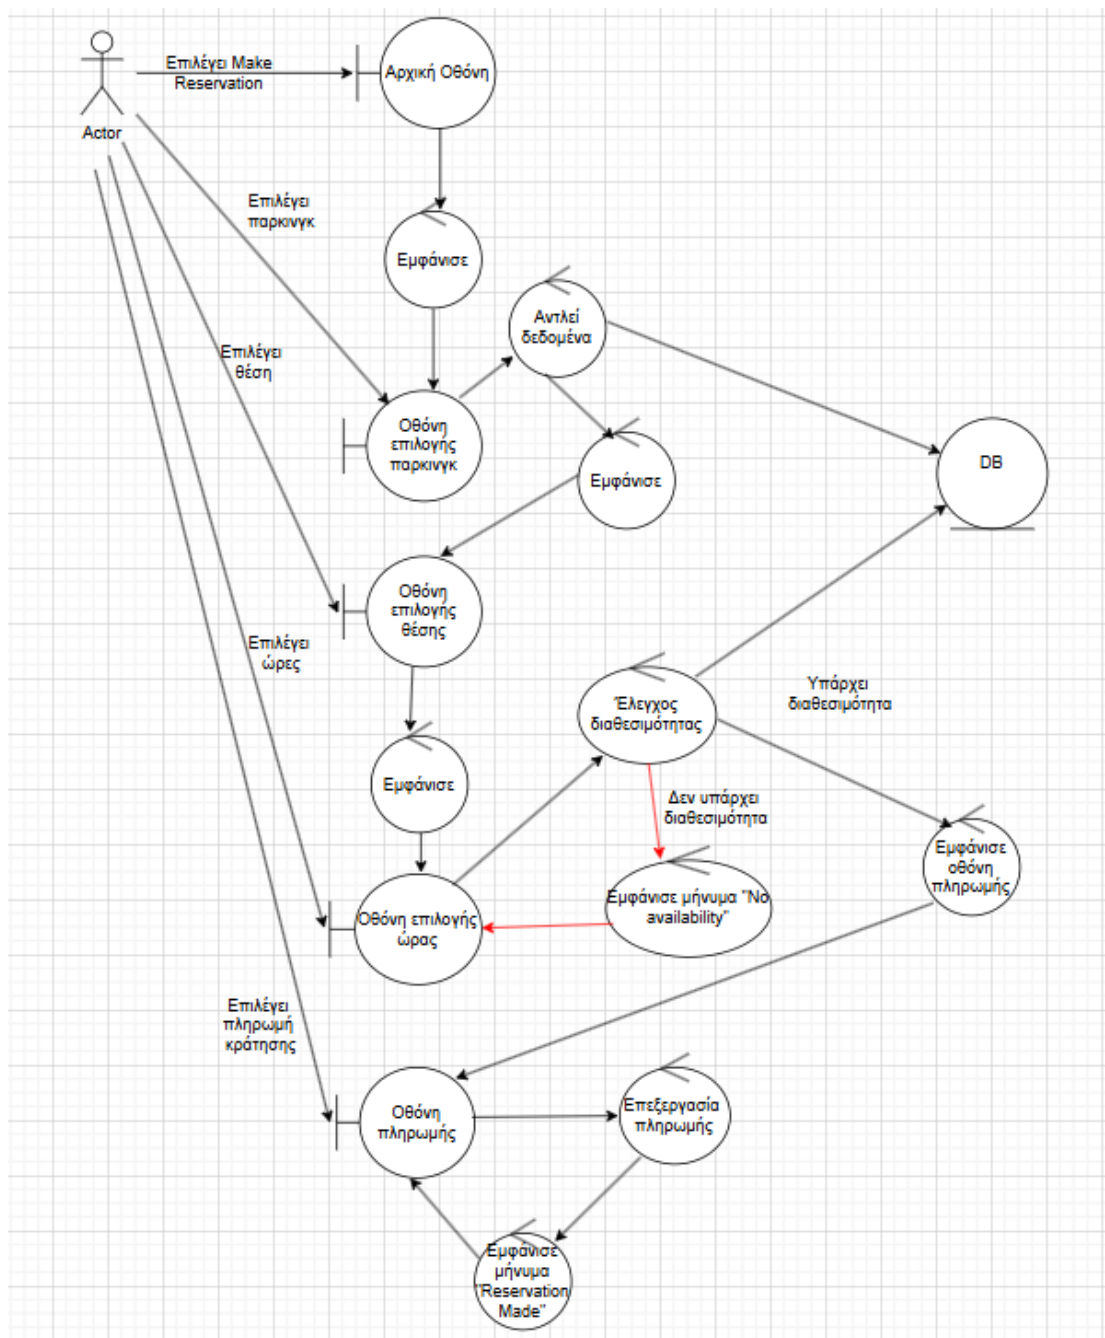 Επιλέγει Make
Reservation
Αρχική Οθόνη
Actor
Επιλέγει
παρκινγκ
Εμφάνισε
Αντλεί
δεδομένα
Επιλέγει
θέση
Οθόνη
επιλογής
παρκινγκ
Εμφάνισε
DB
Οθόνη
επιλογής
θέσης
Επιλέγει
ώρες
Έλεγχος
διαθεσιμότητας
Υπάρχει
διαθεσιμότητα
Εμφάνισε
Δεν υπάρχει
διαθεσιμότητα
Εμφάνισε
οθόνη
πληρωμής
Οθόνη επιλογής
ώρας
Εμφάνισε μήνυμα "No
availability"
Επιλέγει
πληρωμή
κράτησης
Οθόνη
πληρωμής
Επεξεργασία
πληρωμής
Εμφάνισε
μήνυμα
"Reservation
Made"